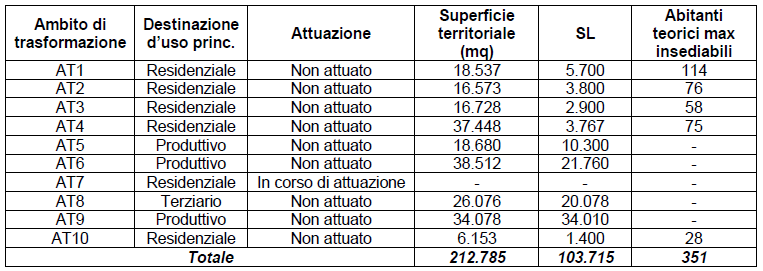 Ambito di trasformazione Destinazione d'uso princ. Attuazione Superficie territoriale (mq) SL Abitanti teorici max insediabili
AT1 Residenziale Non attuato 18.537 5.700 114
AT2 Residenziale Non attuato 16.573 3.800 76
AT3 Residenziale Non attuato 16.728 2.900 58
AT4 Residenziale Non attuato 37.448 3.767 75
AT5 Produttivo Non attuato 18.680 10.300 -
AT6 Produttivo Non attuato 38.512 21.760 -
AT7 Residenziale In corso di attuazione - - -
AT8 Terziario Non attuato 26.076 20.078 -
AT9 Produttivo Non attuato 34.078 34.010 -
AT10 Residenziale Non attuato 6.153 1.400 28
Totale 212.785 103.715 351